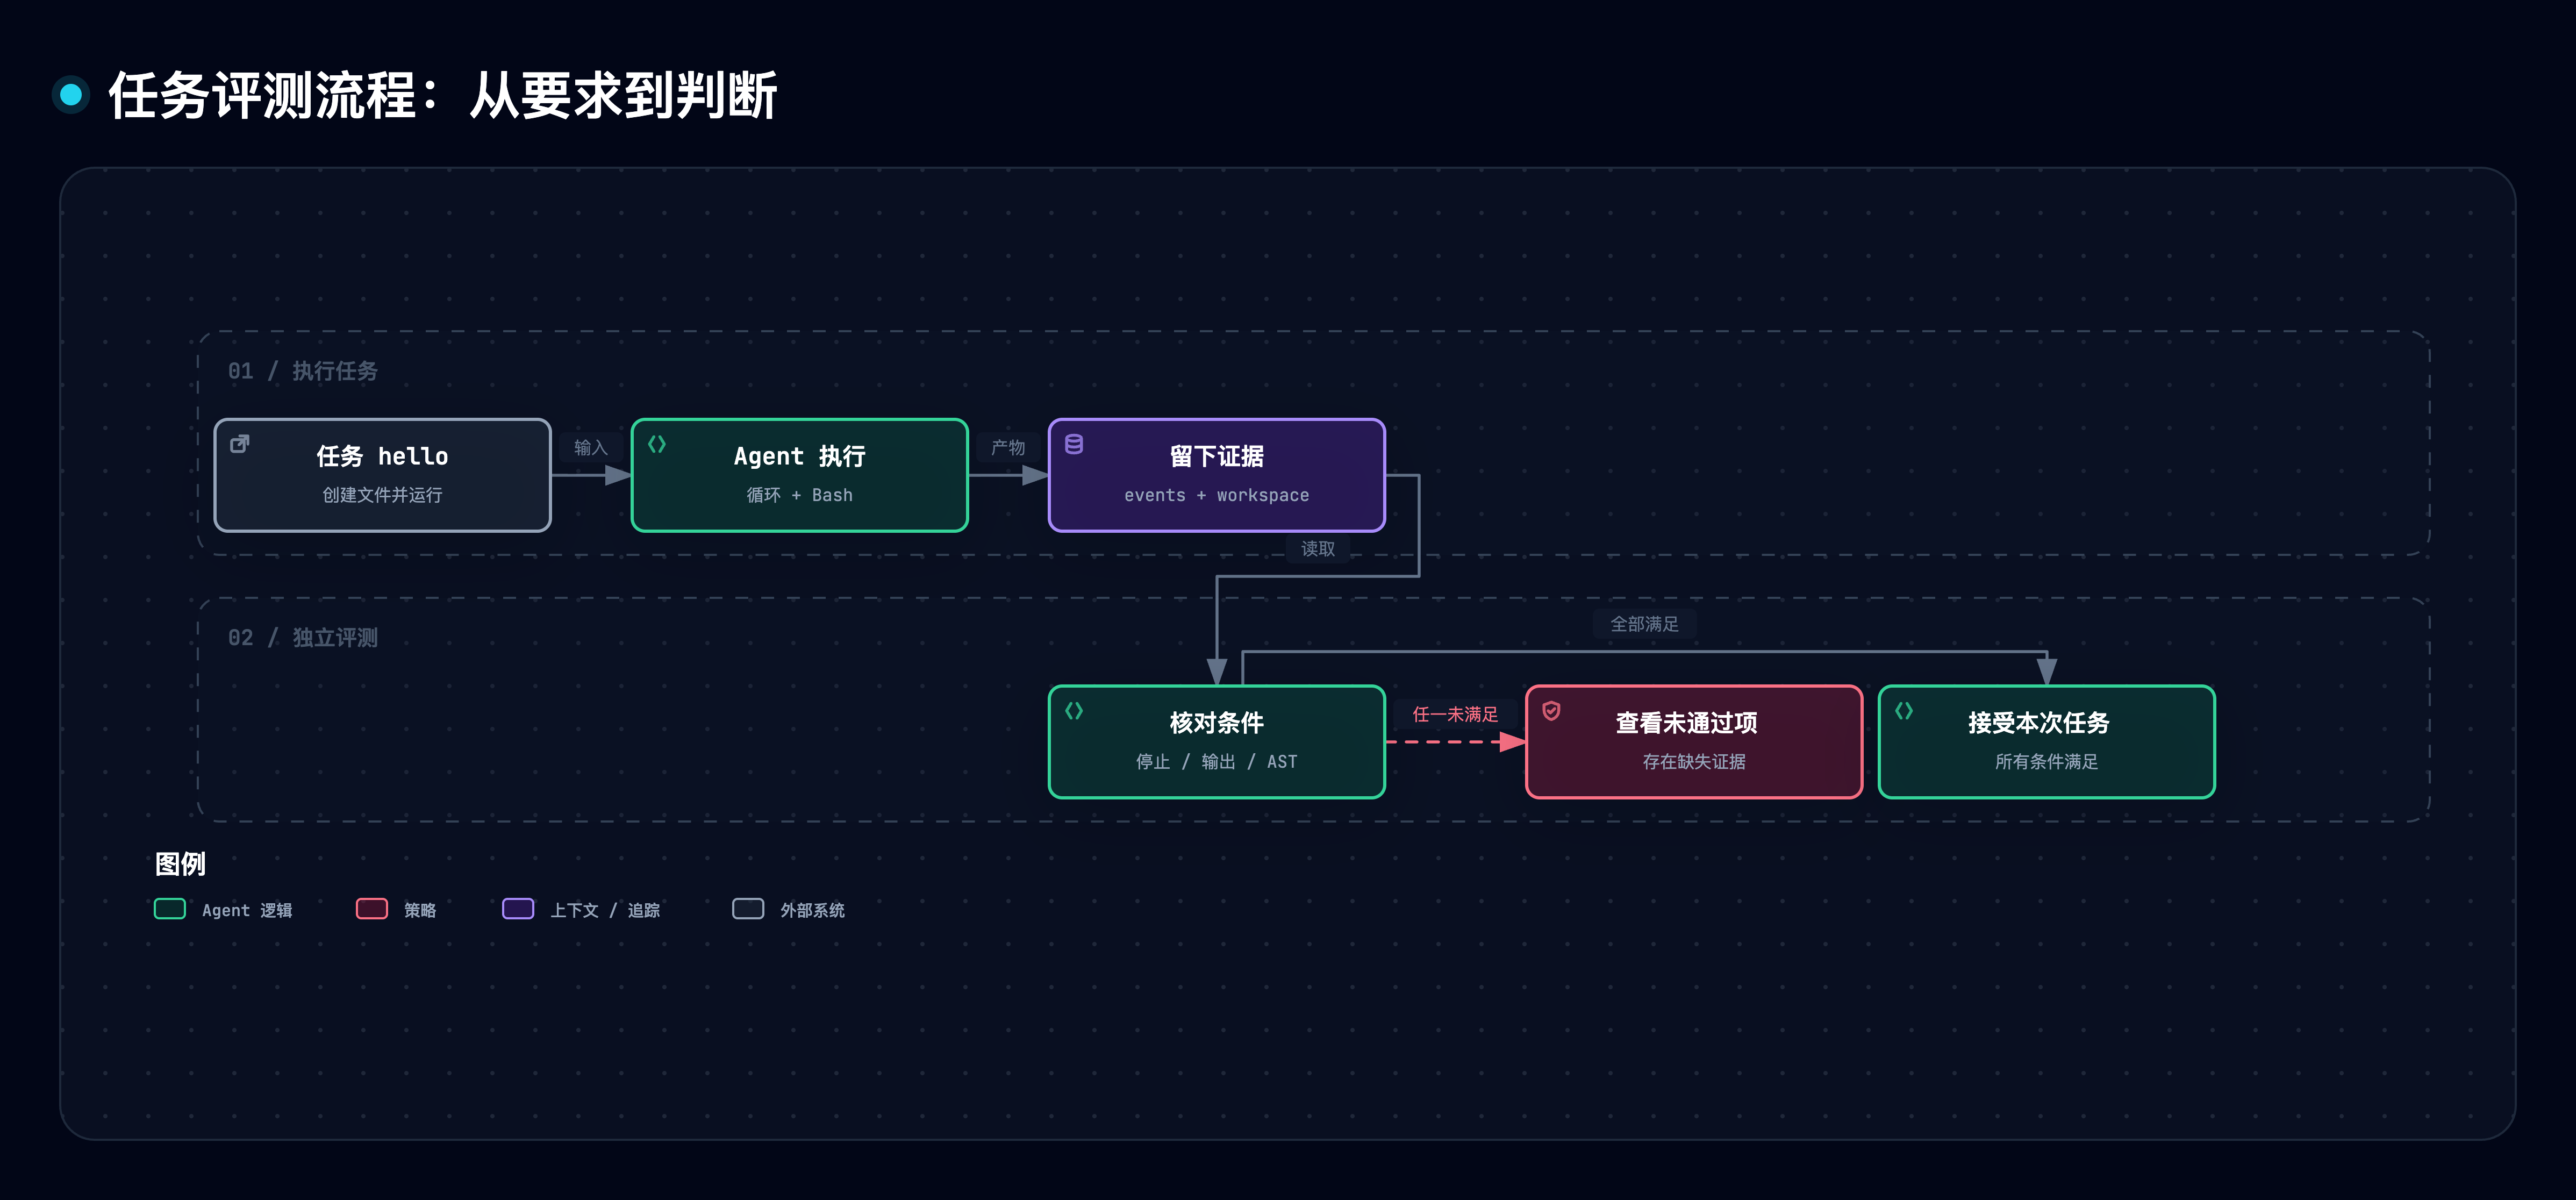 任务评测流程：从要求到判断
01 / 执行任务
任务 hello
创建文件并运行
输入
Agent 执行
循环 + Bash
产物
留下证据
events + workspace
读取
02 / 独立评测
全部满足
核对条件
停止 / 输出 / AST
任一未满足
查看未通过项
存在缺失证据
接受本次任务
所有条件满足
图例
Agent 逻辑
策略
上下文 / 追踪
外部系统